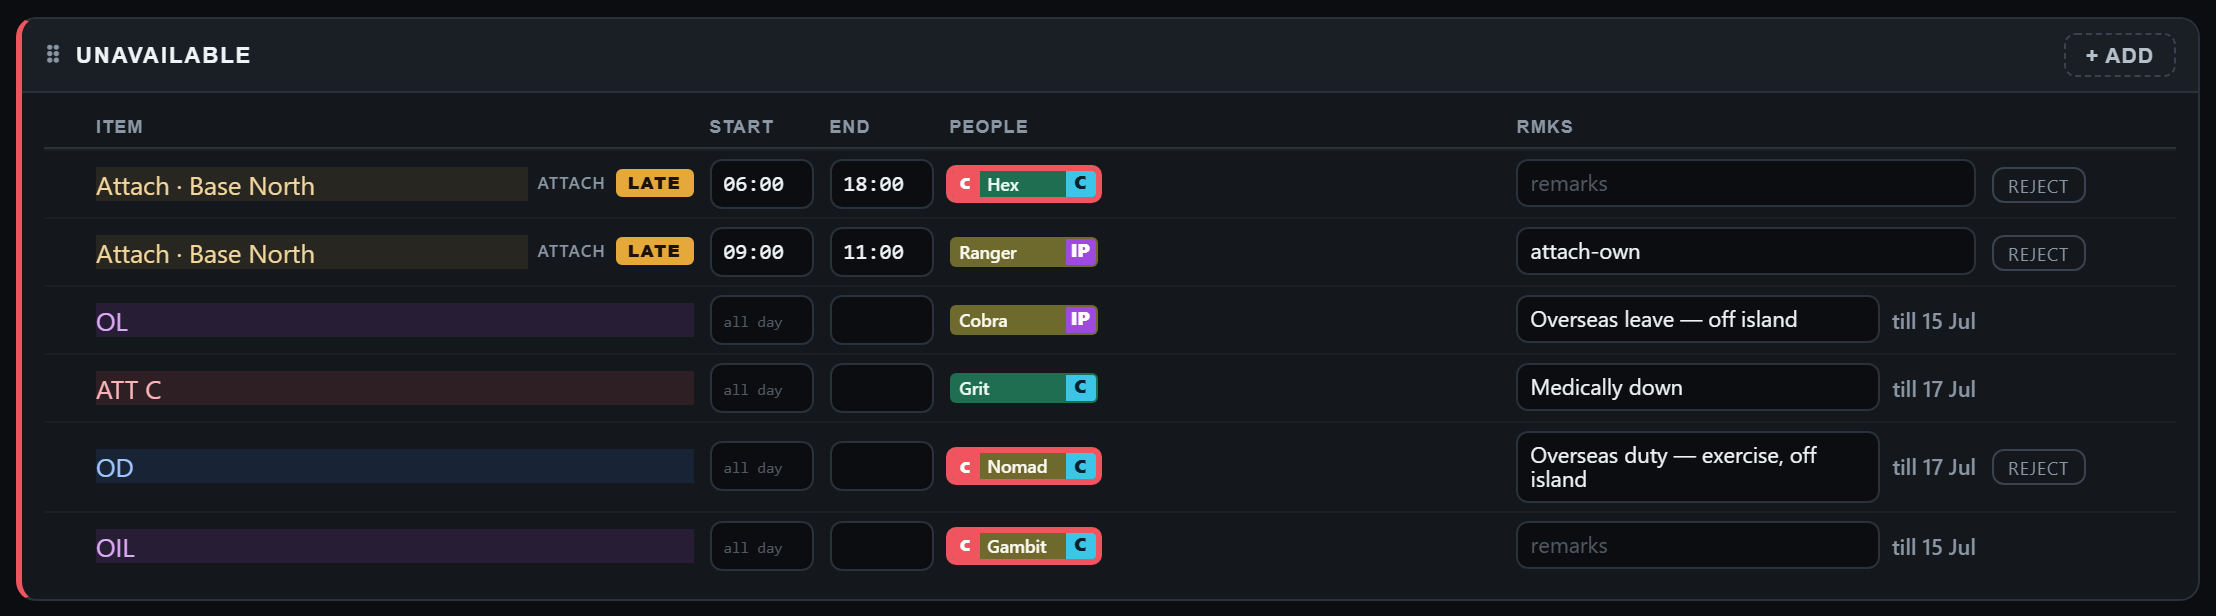 UNAVAILABLE
+ ADD
ITEM START END PEOPLE RMKS
Attach · Base North ATTACH LATE 06:00 18:00 C Hex C remarks REJECT
Attach · Base North ATTACH LATE 09:00 11:00 Ranger IP attach-own REJECT
OL all day Cobra IP Overseas leave — off island till 15 Jul
ATT C all day Grit C Medically down till 17 Jul
OD all day C Nomad C Overseas duty — exercise, off
island till 17 Jul REJECT
OIL all day C Gambit C remarks till 15 Jul